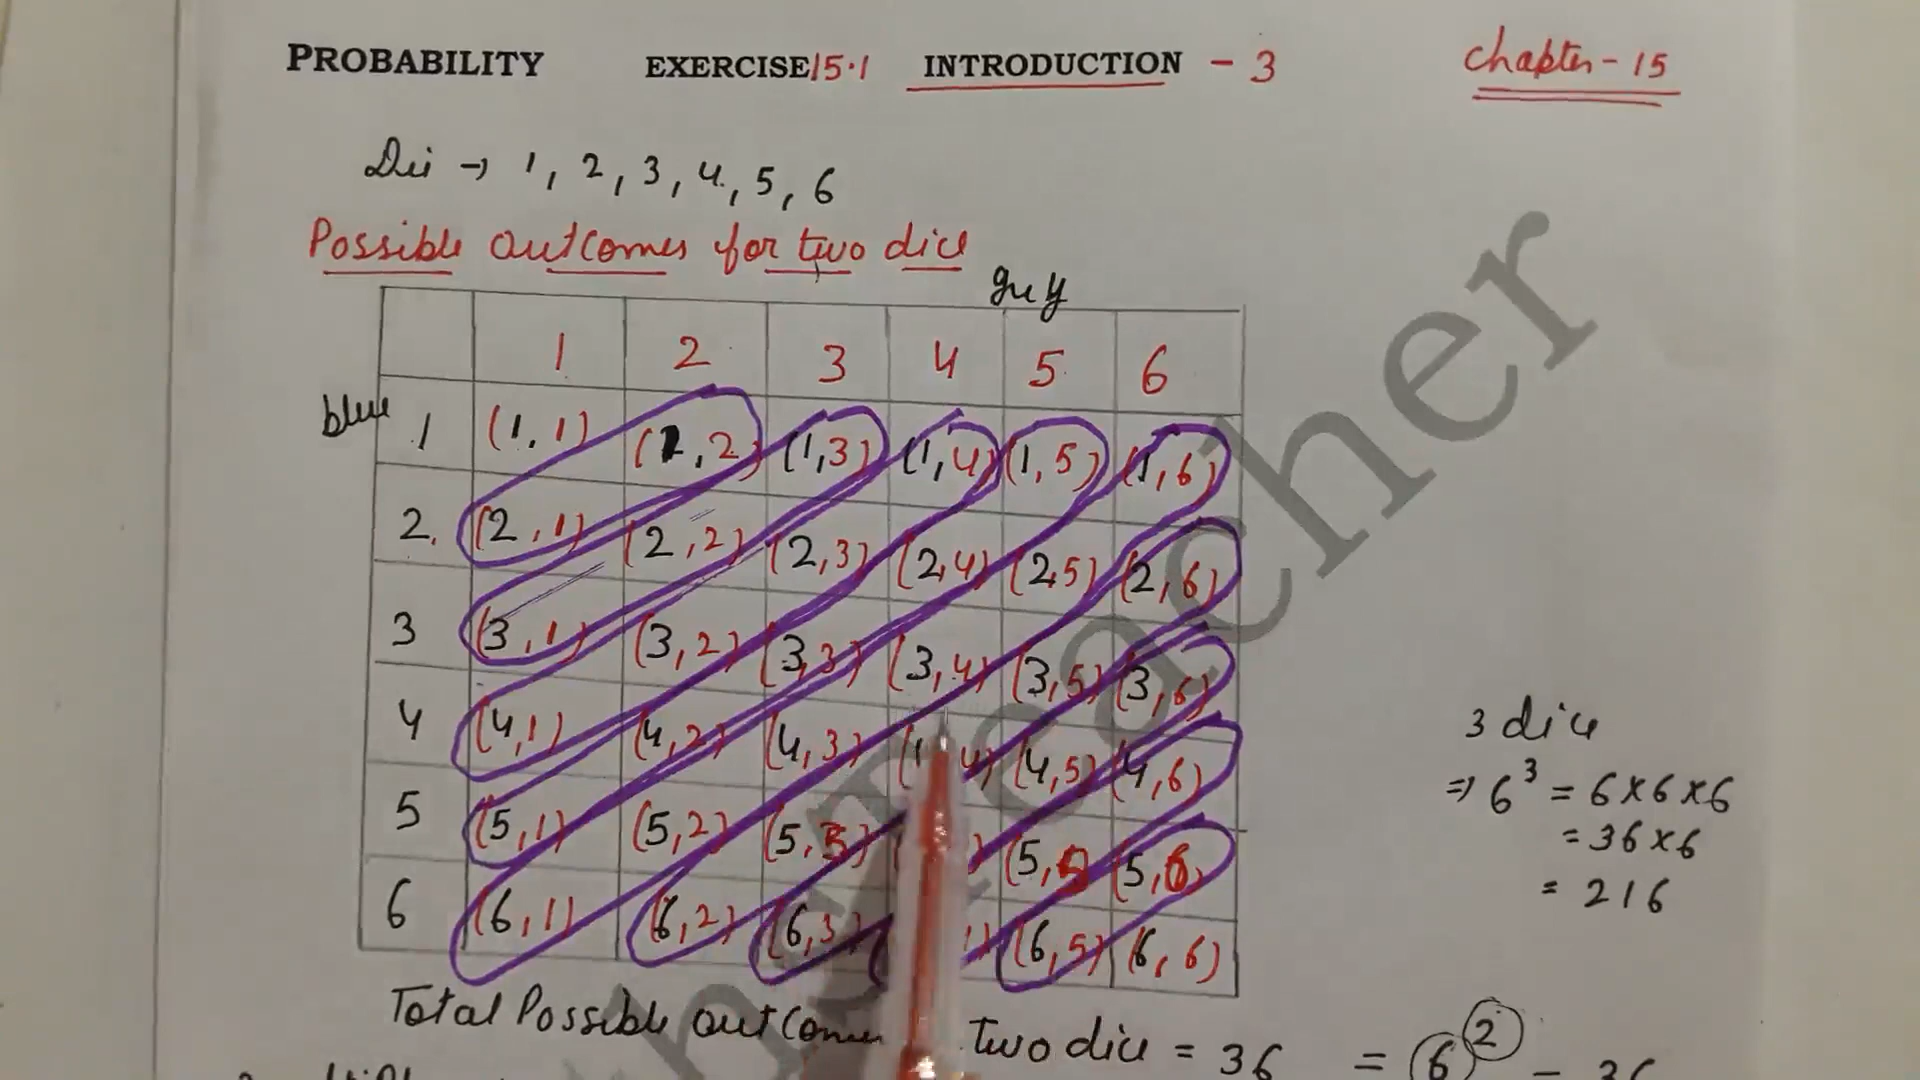 PROBABILITY EXERCISE 15.1 INTRODUCTION - 3 Chapter - 15
Die → 1, 2, 3, 4, 5, 6
Possible outcomes for two dice
grey
1 2 3 4 5 6
blue
1 (1, 1) (1, 2) (1, 3) (1, 4) (1, 5) (1, 6)
2. (2, 1) (2, 2) (2, 3) (2, 4) (2, 5) (2, 6)
3 (3, 1) (3, 2) (3, 3) (3, 4) (3, 5) (3, 6)
4 (4, 1) (4, 2) (4, 3) (4, 5) (4, 6)
5 (5, 1) (5, 2) (5, 3) (5, 5) (5, 6)
6 (6, 1) (6, 2) (6, 3) (6, 5) (6, 6)
3 dice
⇒ 6³ = 6 × 6 × 6
= 36 × 6
= 216
Total Possible outcomes two dice = 36 = 6² = 36
Teacher